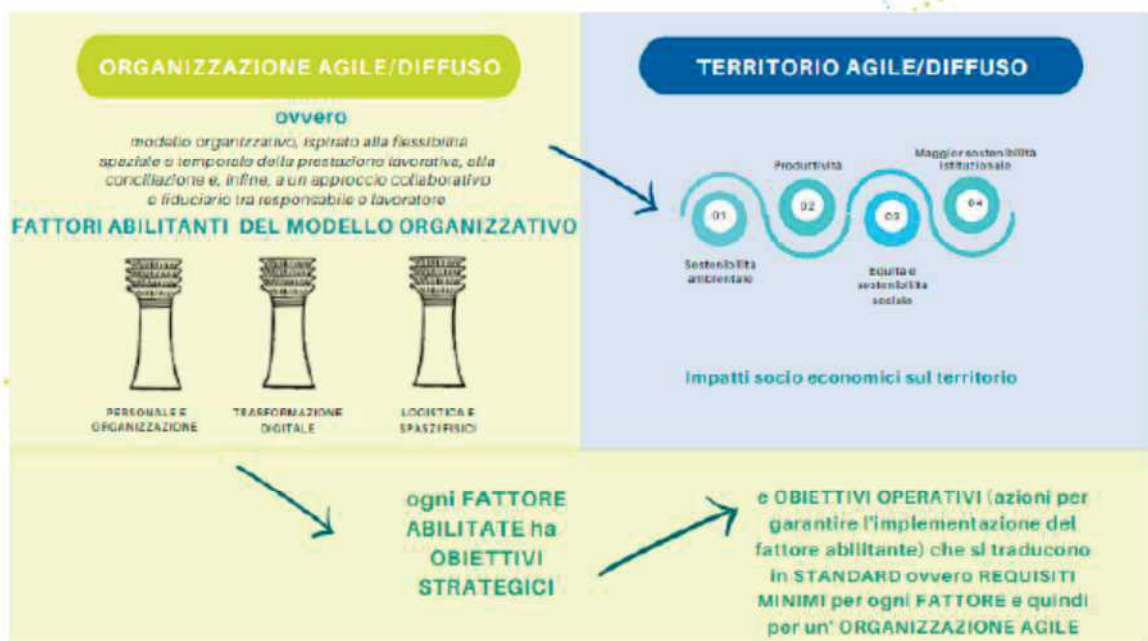 ORGANIZZAZIONE AGILE/DIFFUSO
ovvero
modello organizzativo, ispirato alla flessibilità
spaziale e temporale della prestazione lavorativa, alla
conciliazione e, infine, a un approccio collaborativo
e fiduciario tra responsabile e lavoratore
FATTORI ABILITANTI DEL MODELLO ORGANIZZATIVO
PERSONALE E
ORGANIZZAZIONE
TRASFORMAZIONE
DIGITALE
LOGISTICA E
SPASZI FISICI
TERRITORIO AGILE/DIFFUSO
Produttività
Maggior sostenibilità
istituzionale
01
02
03
04
Sostenibilità
ambientale
Equità e
sostenibilità
sociale
Impatti socio economici sul territorio
ogni FATTORE
ABILITATE ha
OBIETTIVI
STRATEGICI
e OBIETTIVI OPERATIVI (azioni per
garantire l'implementazione del
fattore abilitante) che si traducono
in STANDARD ovvero REQUISITI
MINIMI per ogni FATTORE e quindi
per un' ORGANIZZAZIONE AGILE